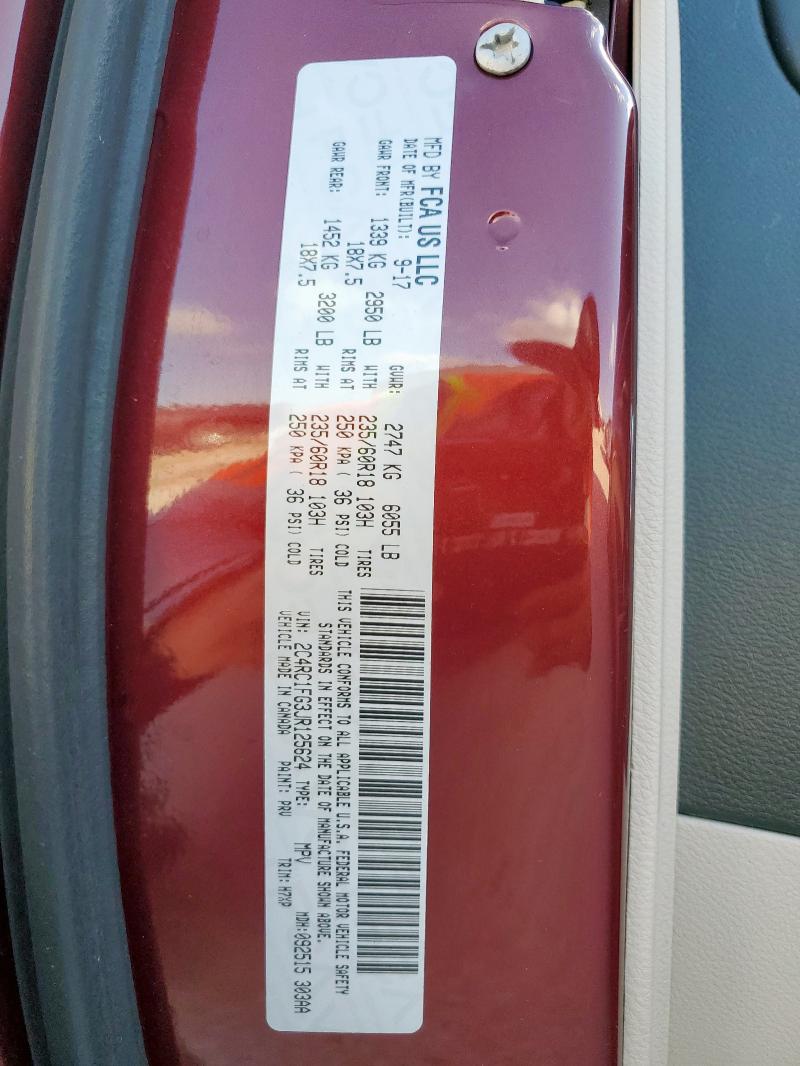 MFD BY FCA US LLC
DATE OF MFR(BUILT): 9-17 GVWR: 2747 KG 6055 LB
GAWR FRONT: 1339 KG 2950 LB WITH 235/60R18 103H TIRES
18X7.5 RIMS AT 250 KPA ( 36 PSI) COLD
GAWR REAR: 1452 KG 3200 LB WITH 235/60R18 103H TIRES
18X7.5 RIMS AT 250 KPA ( 36 PSI) COLD
THIS VEHICLE CONFORMS TO ALL APPLICABLE U.S.A. FEDERAL MOTOR VEHICLE SAFETY
STANDARDS IN EFFECT ON THE DATE OF MANUFACTURE SHOWN ABOVE.
VIN: 2C4RC1FG3JR125624 TYPE: MPV MDH:092515 303AA
VEHICLE MADE IN CANADA PAINT: PRV TRIM: H7XP